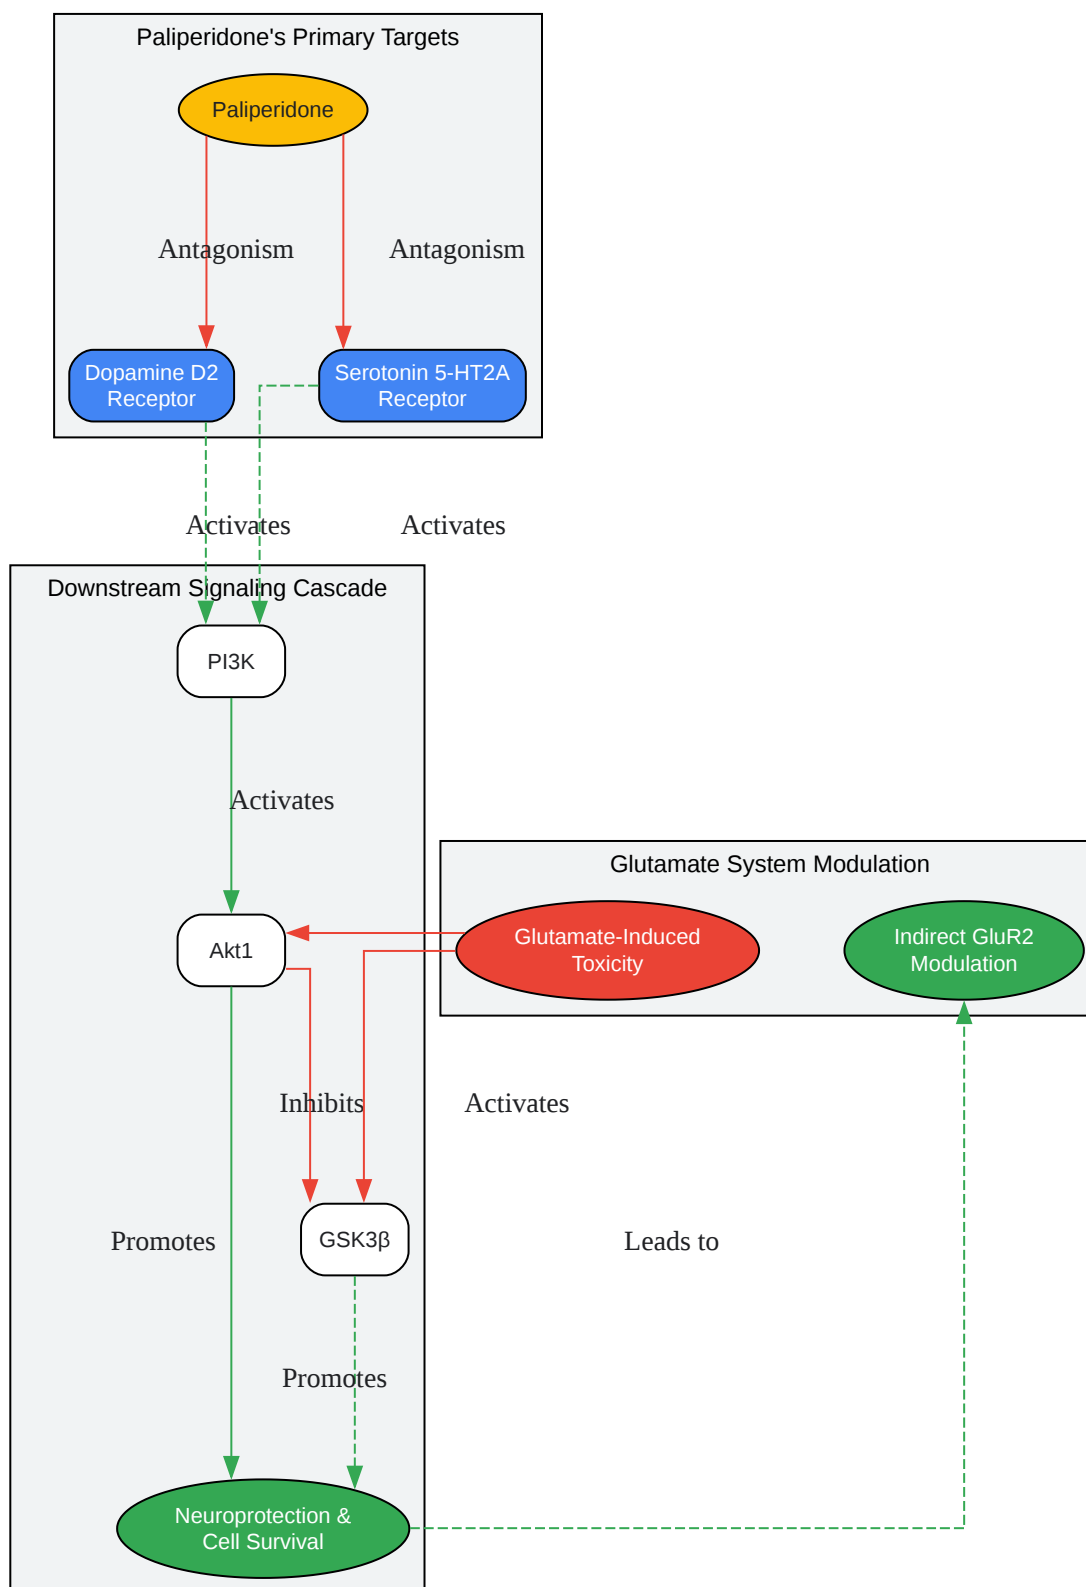 Paliperidone's Primary Targets
Paliperidone
Antagonism
Antagonism
Dopamine D2
Receptor
Serotonin 5-HT2A
Receptor
Activates
Activates
Downstream Signaling Cascade
PI3K
Activates
Glutamate System Modulation
Akt1
Glutamate-Induced
Toxicity
Indirect GluR2
Modulation
Inhibits
Activates
Promotes
GSK3β
Leads to
Promotes
Neuroprotection &
Cell Survival